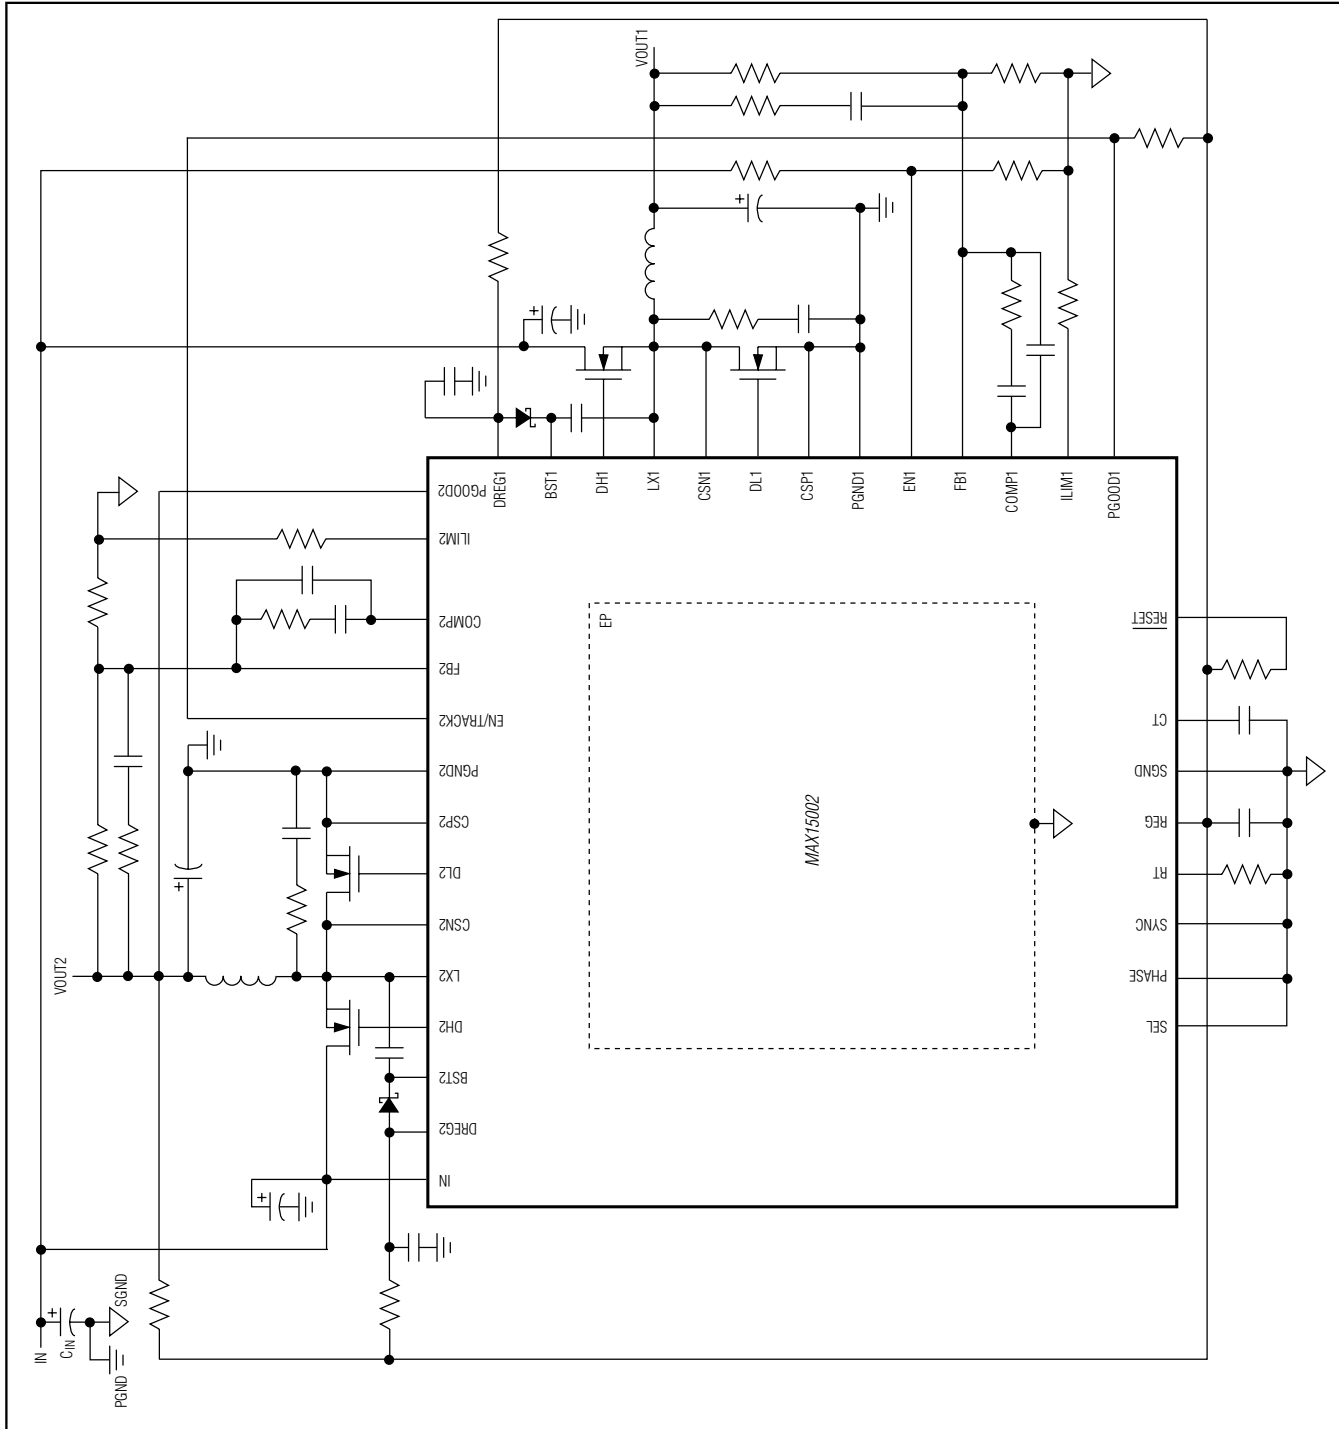 VOUT1
DREG1
BST1
DH1
LX1
CSN1
DL1
CSP1
PGND1
EN1
FB1
COMP1
ILIM1
PGOOD1
PGOOD2
ILIM2
COMP2
FB2
EN/TRACK2
PGND2
CSP2
DL2
CSN2
LX2
DH2
BST2
DREG2
IN
EP
MAX15002
RESET
CT
SGND
REG
RT
SYNC
PHASE
SEL
VOUT2
+
+
+
+
+
IN
CIN
SGND
PGND